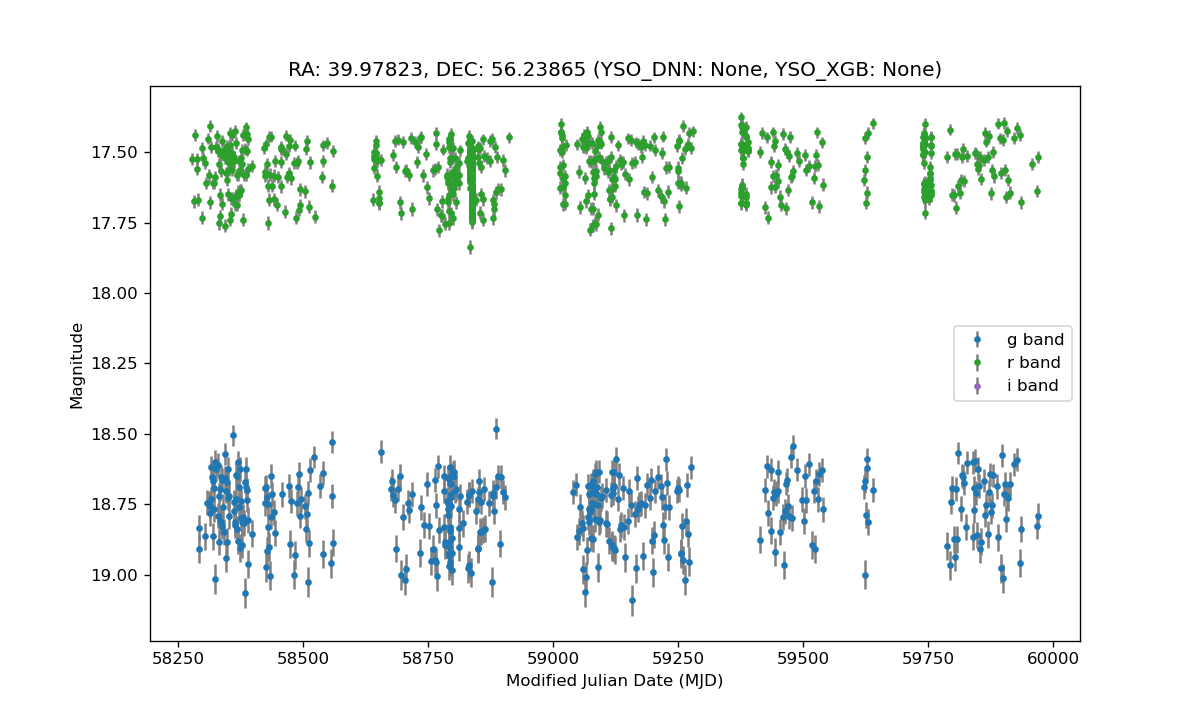 RA: 39.97823, DEC: 56.23865 (YSO_DNN: None, YSO_XGB: None)
17.50
17.75
18.00
18.25
18.50
18.75
19.00
Magnitude
g band
r band
i band
58250 58500 58750 59000 59250 59500 59750 60000
Modified Julian Date (MJD)